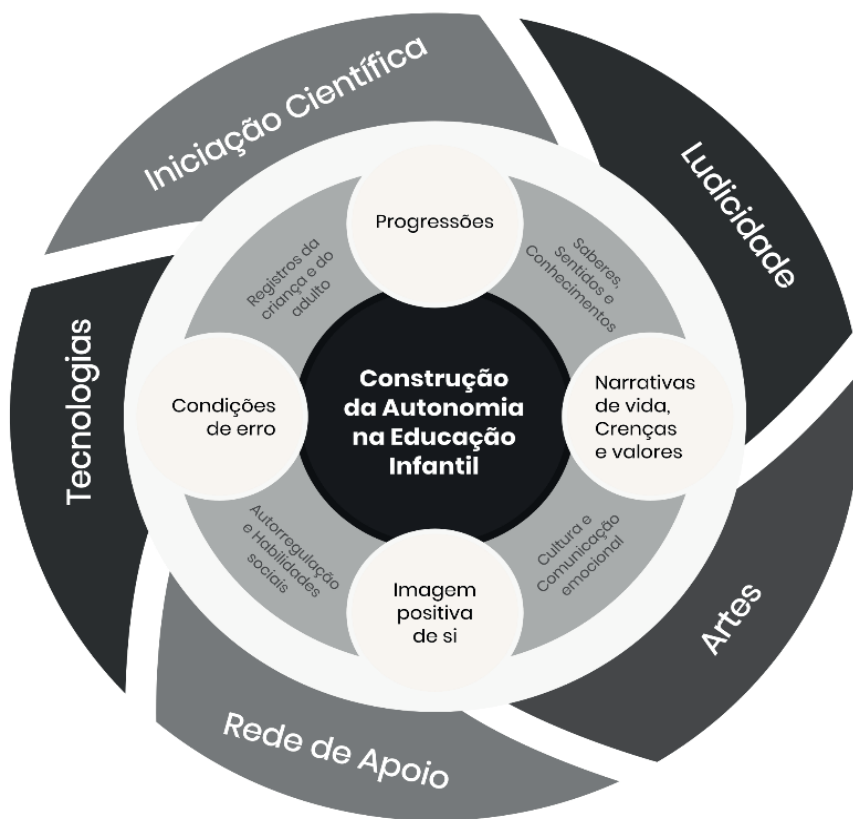 Iniciação Científica
Ludicidade
Artes
Rede de Apoio
Tecnologias
Progressões
Saberes,
Sentidos e
Conhecimentos
Narrativas
de vida,
Crenças
e valores
Cultura e
Comunicação
emocional
Imagem
positiva
de si
Autorregulação
e Habilidades
sociais
Condições
de erro
Registros da
criança e do
adulto
Construção
da Autonomia
na Educação
Infantil